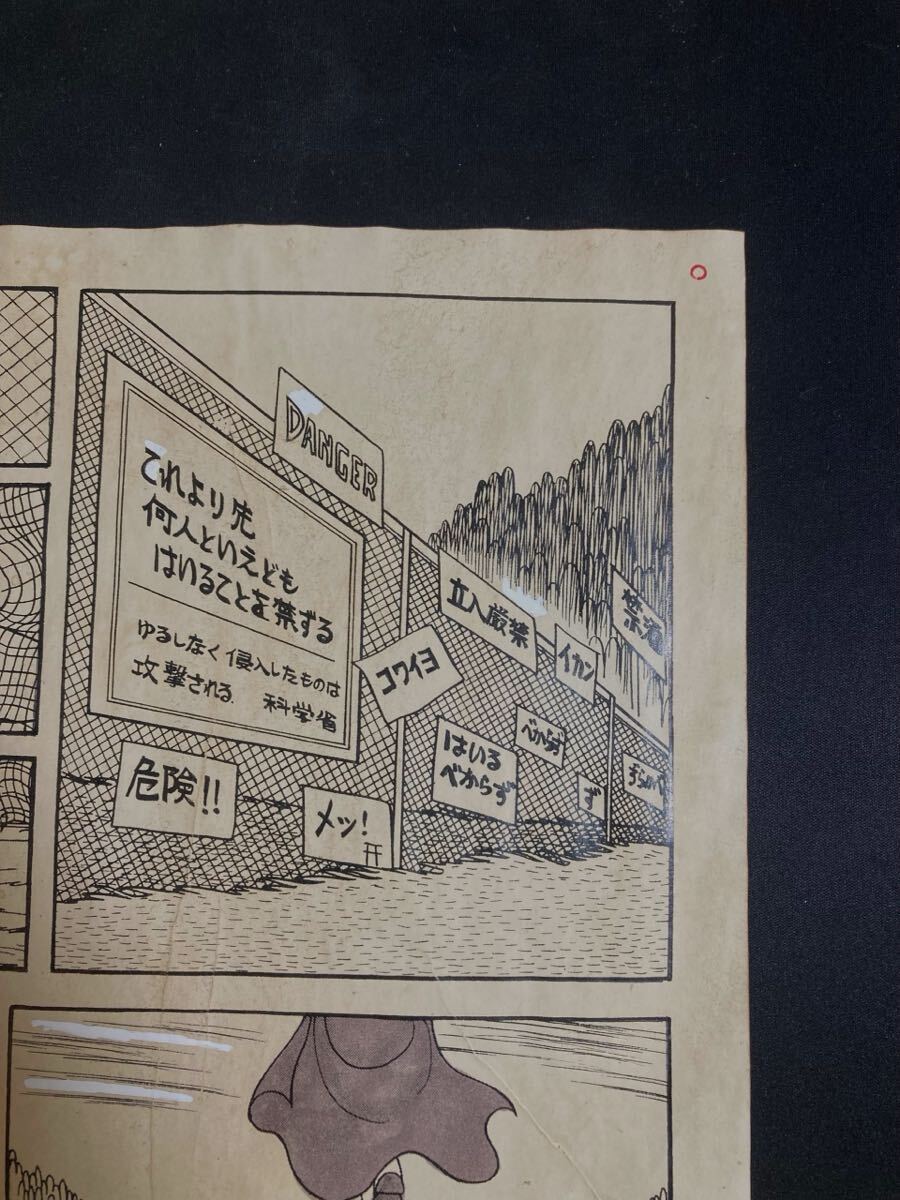 DANGER
これより先
何人といえども
はいることを禁ずる
ゆるしなく侵入したものは
攻撃される
科学省
コワイヨ
立入厳禁
イカン
禁酒
危険!!
メッ!
はいる
べからず
べからず
ず